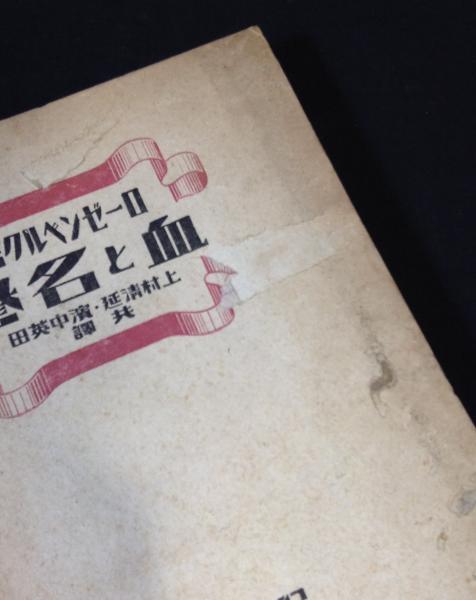 ローゼンベルク
血と名
上村清延・濱中英田
共譯